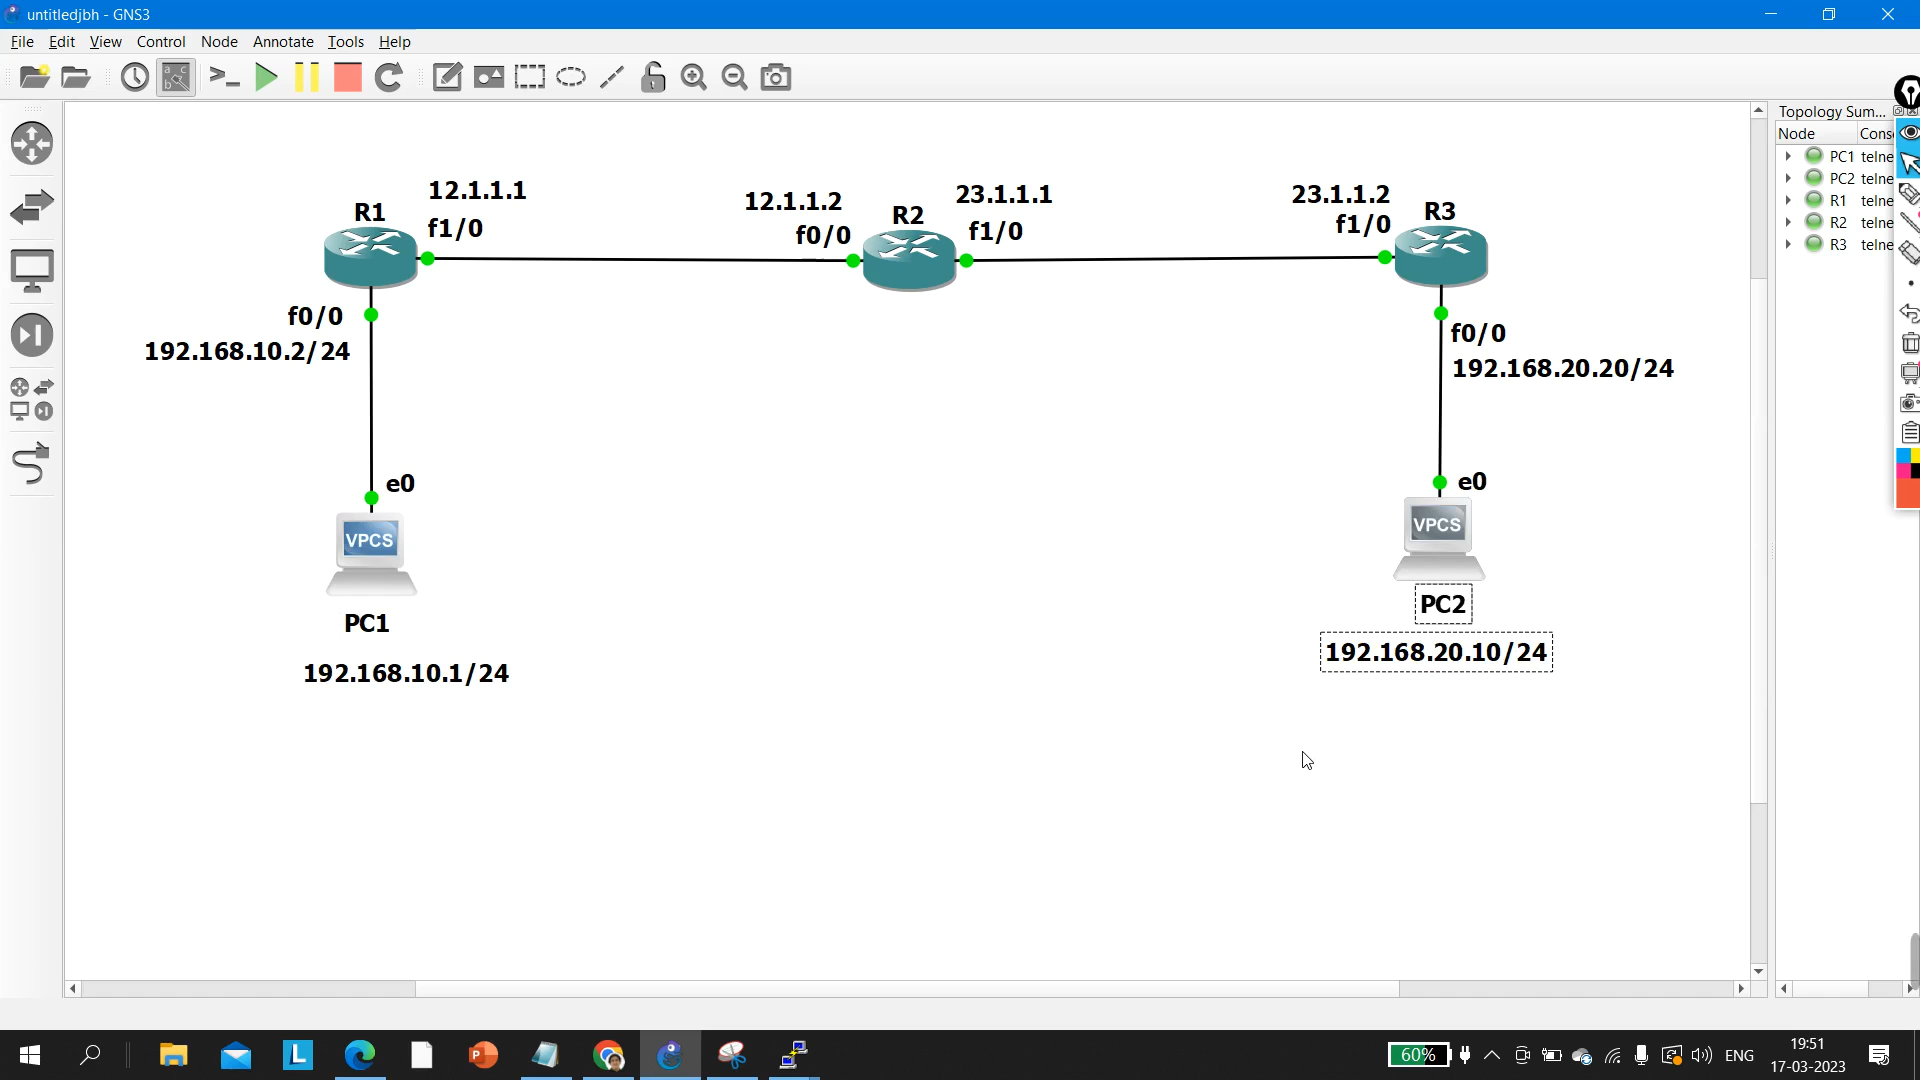 untitledjbh - GNS3
File Edit View Control Node Annotate Tools Help
Topology Sum...
Node Cons
PC1 telne
PC2 telne
R1 telne
R2 telne
R3 telne
12.1.1.1
R1
f1/0
12.1.1.2
f0/0
R2
23.1.1.1
f1/0
23.1.1.2
f1/0
R3
f0/0
192.168.10.2/24
f0/0
192.168.20.20/24
e0
VPCS
PC1
192.168.10.1/24
e0
VPCS
PC2
192.168.20.10/24
60%
ENG
19:51
17-03-2023